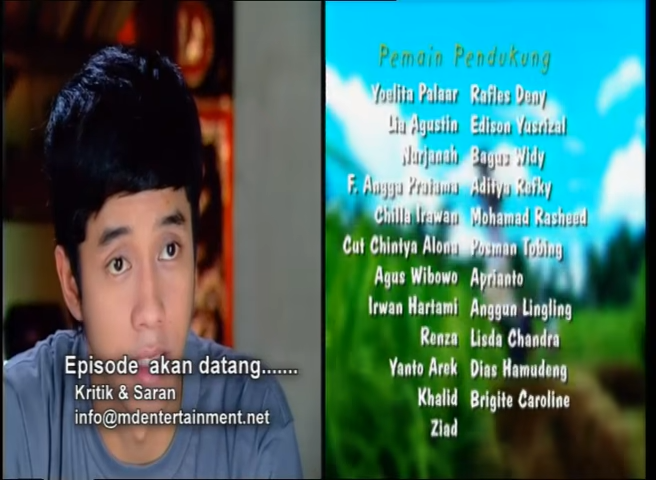 Episode akan datang.......
Kritik & Saran
info@mdentertainment.net
Pemain Pendukung
Yoelita Palaar Rafles Deny
Lia Agustin Edison Yusrizal
Nurjanah Bagus Widy
F. Angga Pratama Aditya Rafky
Chilla Irawan Mohamad Rasheed
Cut Chintya Alona Posman Tobing
Agus Wibowo Aprianto
Irwan Hartami Anggun Lingling
Renza Lisda Chandra
Yanto Arek Dias Hamudeng
Khalid Brigite Caroline
Ziad